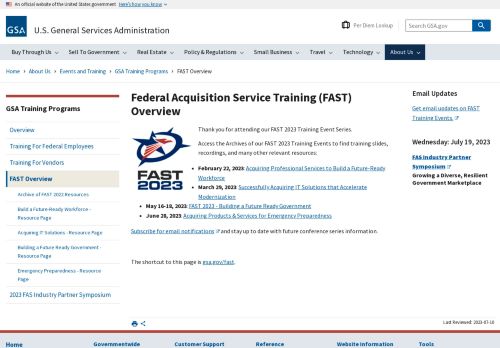 An official website of the United States government Here's how you know
GSA U.S. General Services Administration
Per Diem Lookup
Search GSA.gov
Buy Through Us Sell To Government Real Estate Policy & Regulations Small Business Travel Technology About Us
Home › About Us › Events and Training › GSA Training Programs › FAST Overview
GSA Training Programs
Overview
Training For Federal Employees
Training For Vendors
FAST Overview
Archive of FAST 2022 Resources
Build a Future-Ready Workforce -
Resource Page
Acquiring IT Solutions - Resource Page
Building a Future Ready Government -
Resource Page
Emergency Preparedness - Resource
Page
2023 FAS Industry Partner Symposium
Federal Acquisition Service Training (FAST)
Overview
FAST
2023
Thank you for attending our FAST 2023 Training Event Series.
Access the Archives of our FAST 2023 Training Events to find training slides,
recordings, and many other relevant resources:
• February 22, 2023: Acquiring Professional Services to Build a Future-Ready
Workforce
• March 29, 2023: Successfully Acquiring IT Solutions that Accelerate
Modernization
• May 16-18, 2023: FAST 2023 - Building a Future Ready Government
• June 28, 2023: Acquiring Products & Services for Emergency Preparedness
Subscribe for email notifications and stay up to date with future conference series information.
The shortcut to this page is gsa.gov/fast.
Email Updates
Get email updates on FAST
Training Events.
Wednesday: July 19, 2023
FAS Industry Partner
Symposium
Growing a Diverse, Resilient
Government Marketplace
Last Reviewed: 2023-07-10
Home Governmentwide Customer Support Reference Website Information Tools